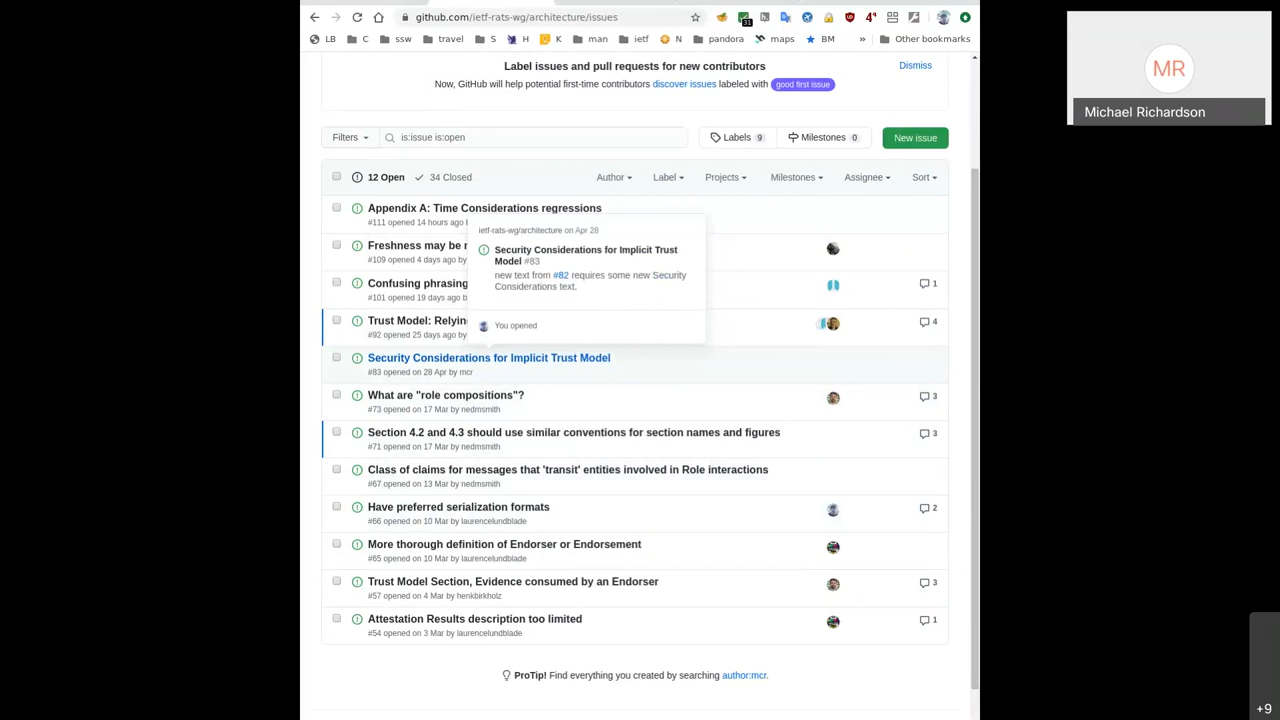 github.com/ietf-rats-wg/architecture/issues
31
4
LB C ssw travel S H K man ietf N pandora maps BM » Other bookmarks
Label issues and pull requests for new contributors
Dismiss
Now, GitHub will help potential first-time contributors discover issues labeled with good first issue
Filters is:issue is:open Labels 9 Milestones 0 New issue
12 Open 34 Closed Author Label Projects Milestones Assignee Sort
Appendix A: Time Considerations regressions
#111 opened 14 hours ago
Freshness may be
#109 opened 4 days ago
Confusing phrasing
1
#101 opened 19 days ago
Trust Model:
4
#92 opened 25 days ago by
ietf-rats-wg/architecture on Apr 28
Security Considerations for Implicit Trust
Model #83
new text from #82 requires some new Security
Considerations text.
You opened
Security Considerations for Implicit Trust Model
#83 opened on 28 Apr by mcr
What are "role compositions"?
3
#73 opened on 17 Mar by nedmsmith
Section 4.2 and 4.3 should use similar conventions for section names and figures
3
#71 opened on 17 Mar by nedmsmith
Class of claims for messages that 'transit' entities involved in Role interactions
#67 opened on 13 Mar by nedmsmith
Have preferred serialization formats
2
#66 opened on 10 Mar by laurencelundblade
More thorough definition of Endorser or Endorsement
#65 opened on 10 Mar by laurencelundblade
Trust Model Section, Evidence consumed by an Endorser
3
#57 opened on 4 Mar by henkbirkholz
Attestation Results description too limited
1
#54 opened on 3 Mar by laurencelundblade
ProTip! Find everything you created by searching author:mcr.
MR
Michael Richardson
+9